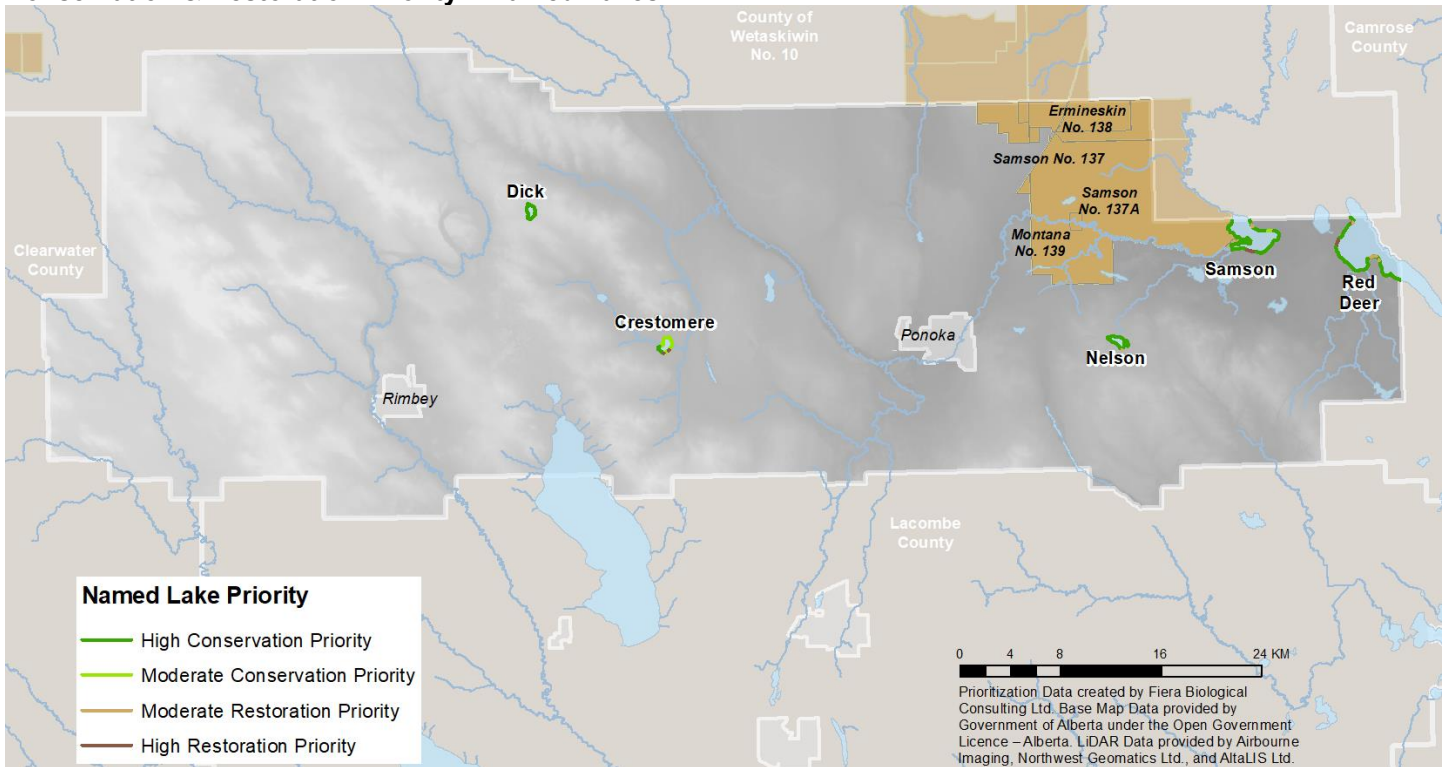 County of
Wetaskiwin
No. 10
Camrose
County
Ermineskin
No. 138
Samson No. 137
Samson
No. 137A
Montana
No. 139
Dick
Clearwater
County
Samson
Red
Deer
Crestomere
Ponoka
Nelson
Rimbey
Lacombe
County
Named Lake Priority
High Conservation Priority
Moderate Conservation Priority
Moderate Restoration Priority
High Restoration Priority
0 4 8 16 24 KM
Prioritization Data created by Fiera Biological
Consulting Ltd. Base Map Data provided by
Government of Alberta under the Open Government
Licence – Alberta. LiDAR Data provided by Airbourne
Imaging, Northwest Geomatics Ltd., and AltaLIS Ltd.